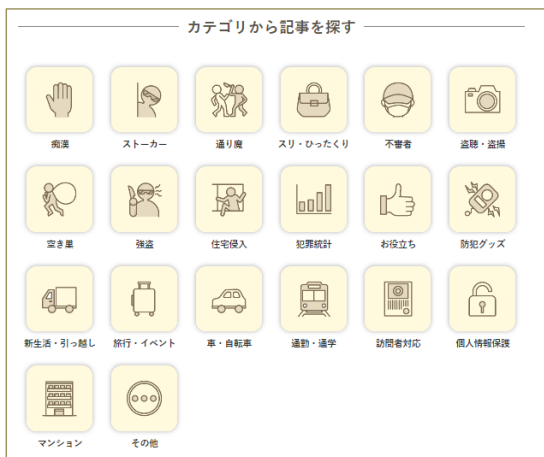 カテゴリから記事を探す
痴漢 ストーカー 通り魔 スリ・ひったくり 不審者 盗聴・盗撮
空き巣 強盗 住宅侵入 犯罪統計 お役立ち 防犯グッズ
新生活・引っ越し 旅行・イベント 車・自転車 通勤・通学 訪問者対応 個人情報保護
マンション その他